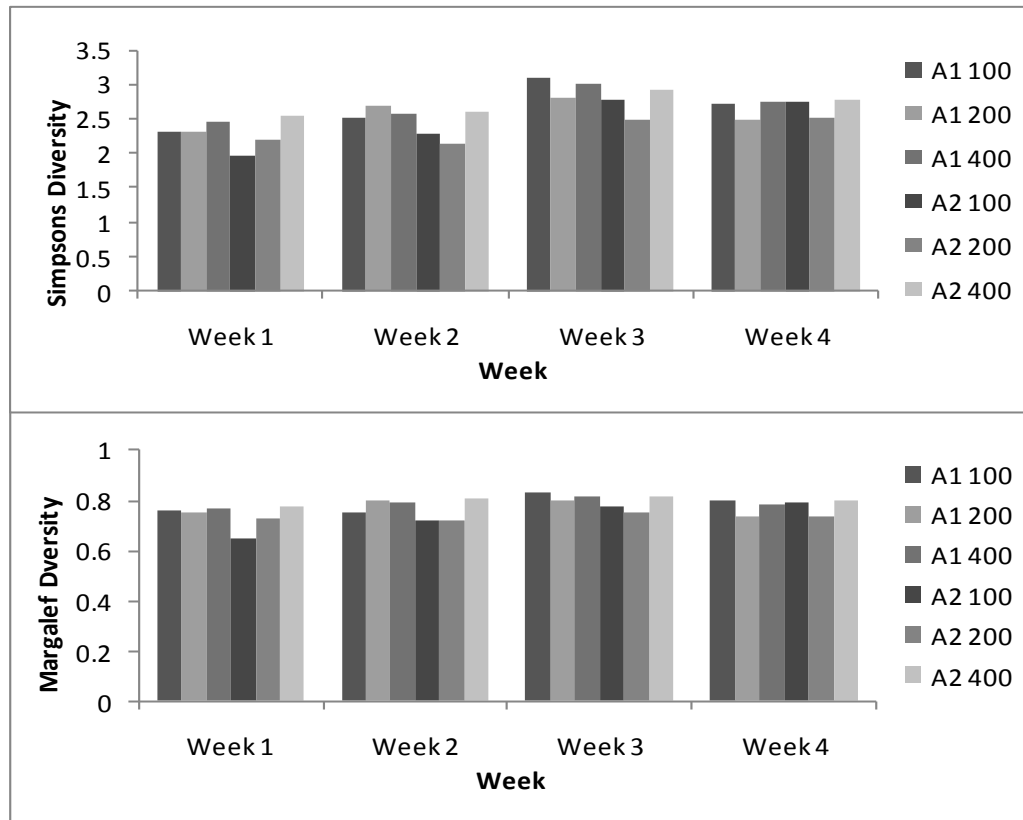 Simpsons Diversity
3.5
3
2.5
2
1.5
1
0.5
0
Week 1 Week 2 Week 3 Week 4
Week
A1 100
A1 200
A1 400
A2 100
A2 200
A2 400
Margalef Dversity
1
0.8
0.6
0.4
0.2
0
Week 1 Week 2 Week 3 Week 4
Week
A1 100
A1 200
A1 400
A2 100
A2 200
A2 400